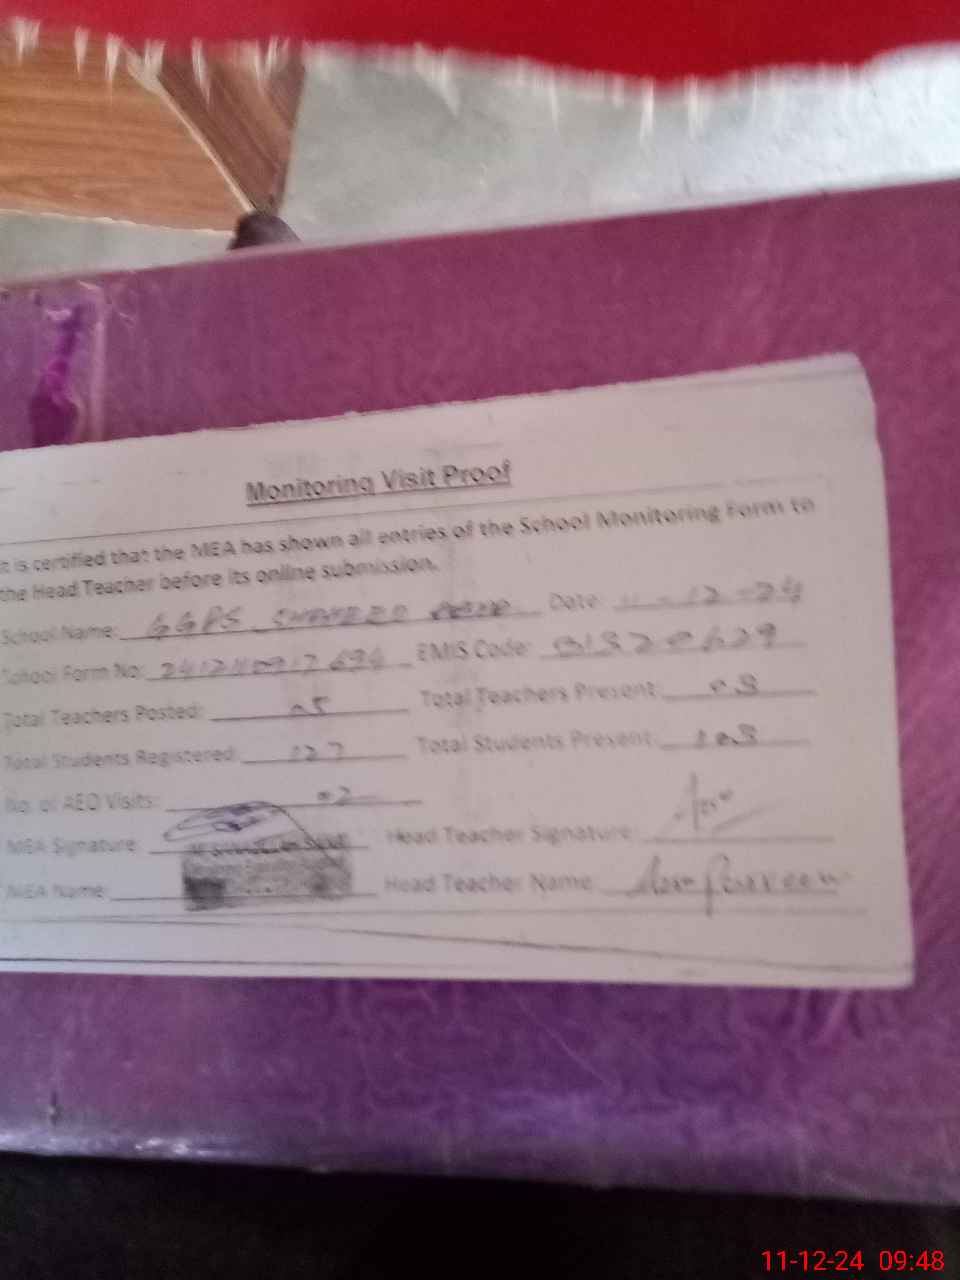 Monitoring Visit Proof
It is certified that the MEA has shown all entries of the School Monitoring Form to
the Head Teacher before its online submission.
School Name: GGPS Date: 11-12-24
School Form No: EMIS Code:
Total Teachers Posted: 05 Total Teachers Present: 03
Total Students Registered: 127 Total Students Present: 103
No. of AEO Visits: 02
MEA Signature Head Teacher Signature:
MEA Name: Head Teacher Name: Parveen
11-12-24 09:48